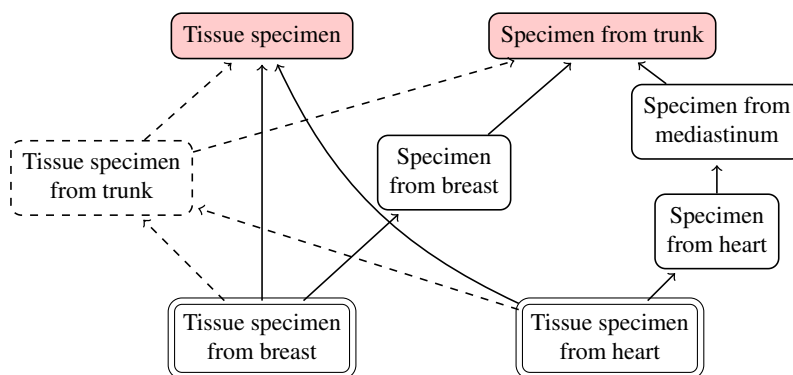 Tissue specimen
Specimen from trunk
Specimen from
mediastinum
Specimen
from breast
Tissue specimen
from trunk
Specimen
from heart
Tissue specimen
from breast
Tissue specimen
from heart